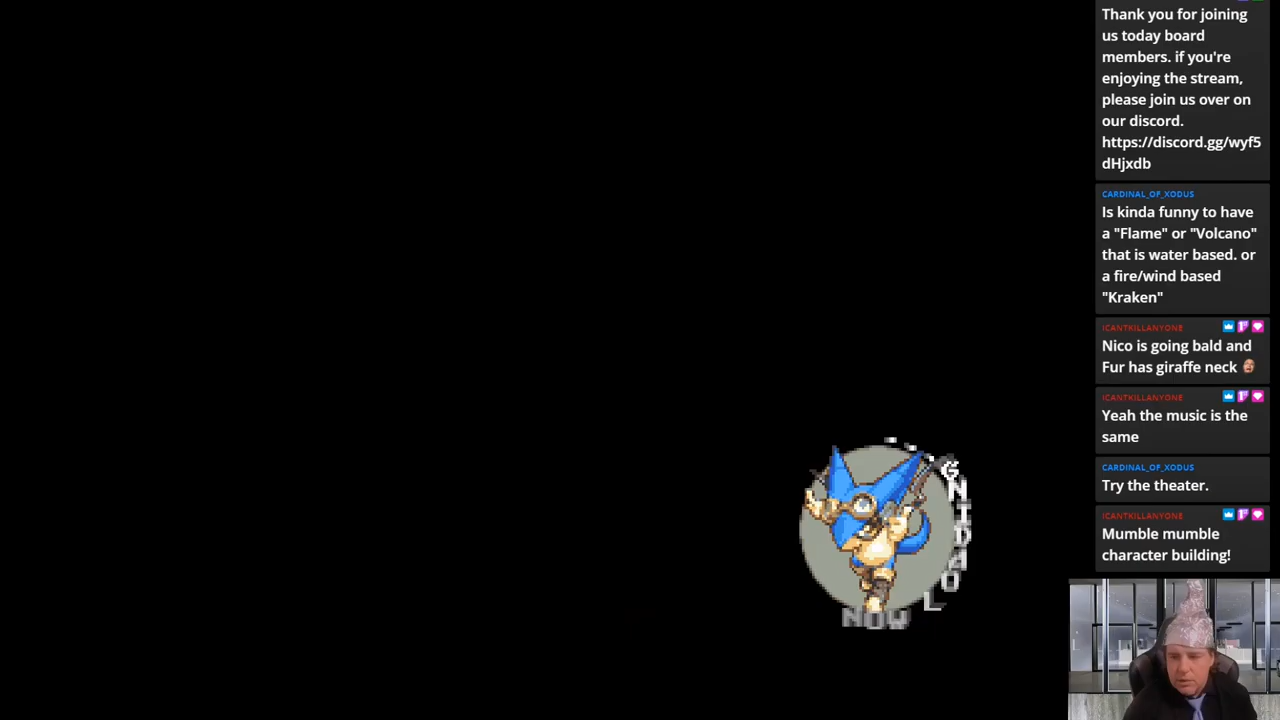 Thank you for joining
us today board
members. if you're
enjoying the stream,
please join us over on
our discord.
https://discord.gg/wyf5
dHjxdb
CARDINAL_OF_XODUS
Is kinda funny to have
a "Flame" or "Volcano"
that is water based. or
a fire/wind based
"Kraken"
ICANTKILLANYONE
Nico is going bald and
Fur has giraffe neck
ICANTKILLANYONE
Yeah the music is the
same
CARDINAL_OF_XODUS
Try the theater.
ICANTKILLANYONE
Mumble mumble
character building!
NOW
LOADING